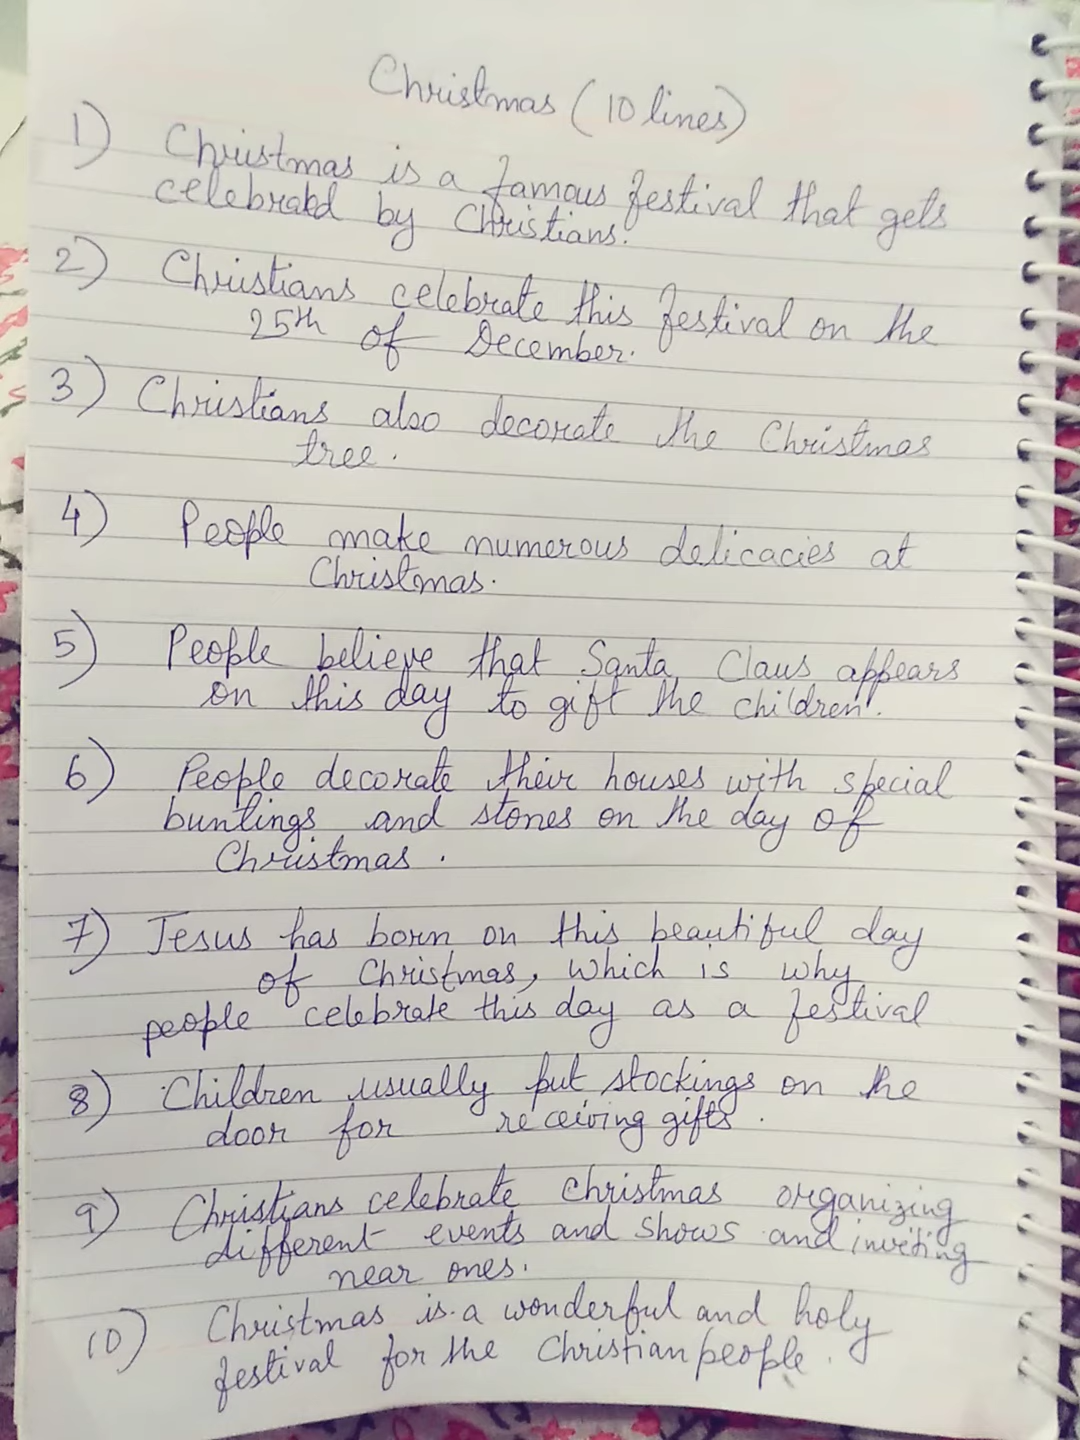 Christmas (10 lines)
1) Christmas is a famous festival that gets
celebratd by Christians.
2) Christians celebrate this festival on the
25th of December.
3) Christians also decorate the Christmas
tree.
4) People make numerous delicacies at
Christmas.
5) People believe that Santa Claus appears
on this day to gift the children.
6) People decorate their houses with special
buntings and stones on the day of
Christmas.
7) Jesus has born on this beautiful day
of Christmas, which is why
people celebrate this day as a festival
8) Children usually put stockings on the
door for receiving gifts.
9) Christians celebrate Christmas organizing
different events and shows and inviting
near ones.
10) Christmas is a wonderful and holy
festival for the Christian people.